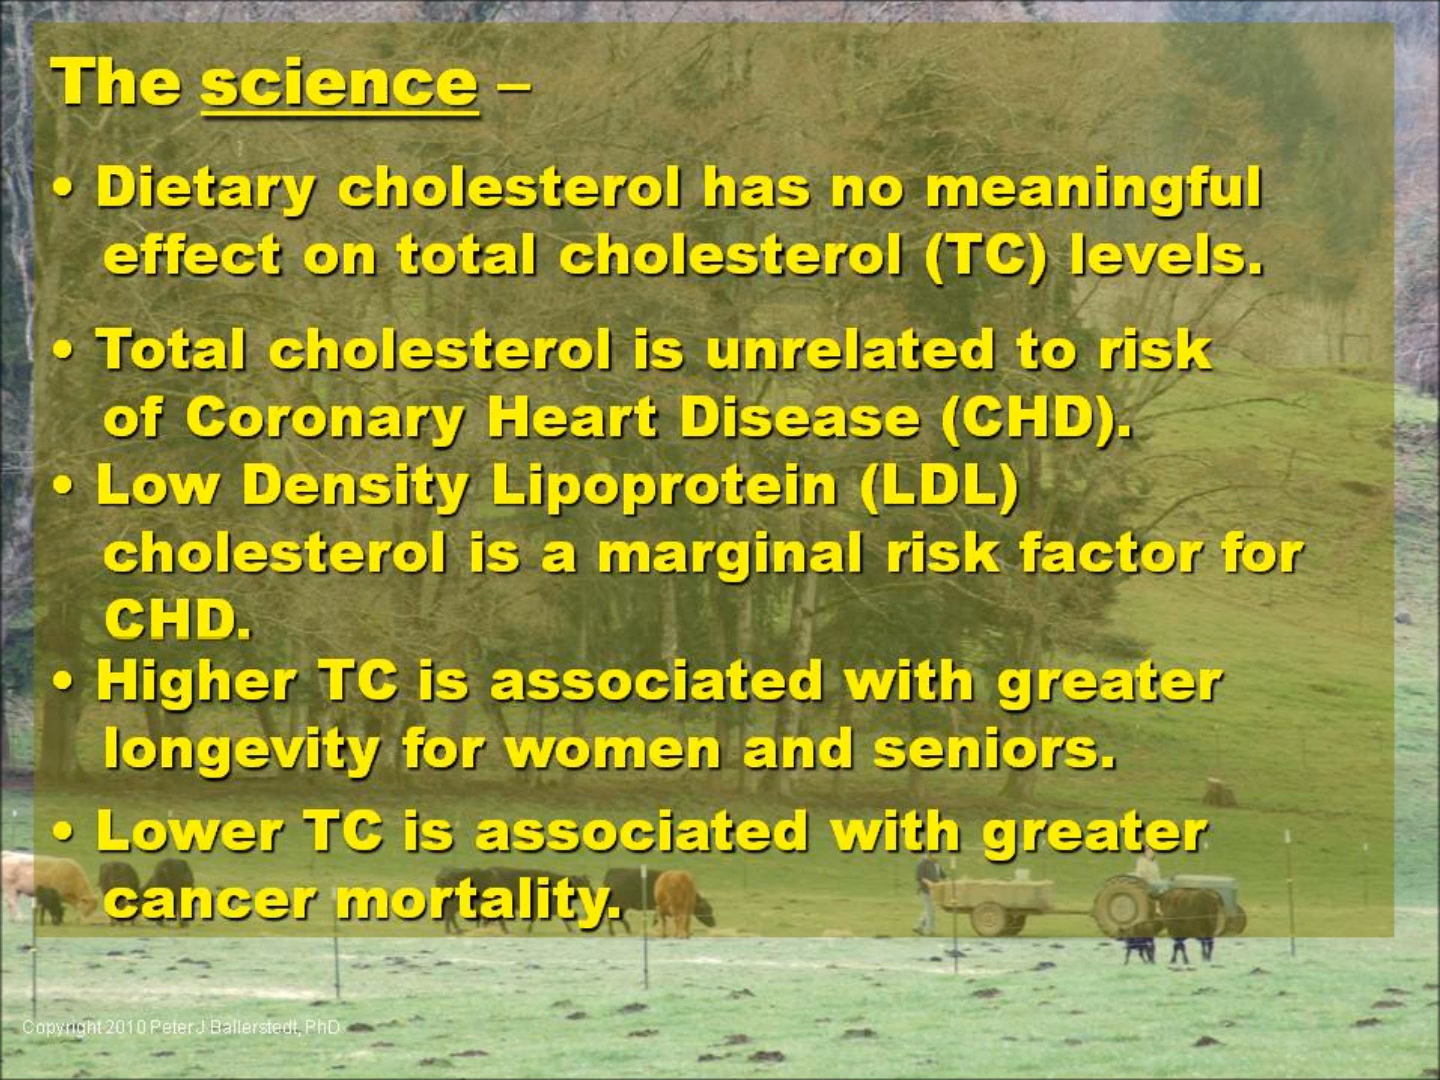 The science –
• Dietary cholesterol has no meaningful
effect on total cholesterol (TC) levels.
• Total cholesterol is unrelated to risk
of Coronary Heart Disease (CHD).
• Low Density Lipoprotein (LDL)
cholesterol is a marginal risk factor for
CHD.
• Higher TC is associated with greater
longevity for women and seniors.
• Lower TC is associated with greater
cancer mortality.
Copyright 2010 Peter J Ballerstedt, PhD